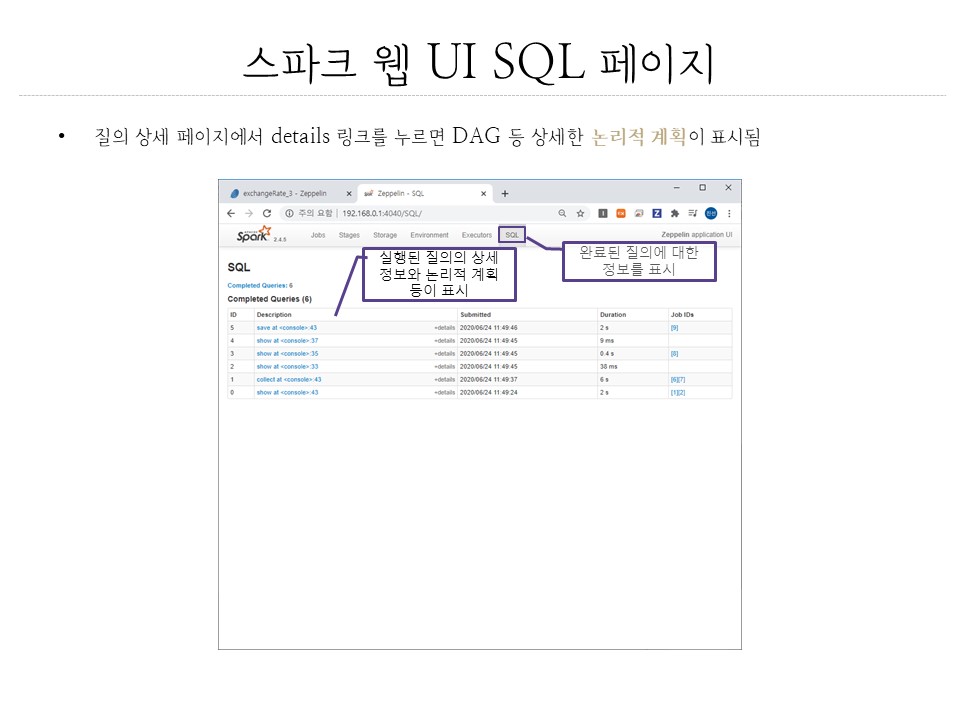 스파크 웹 UI SQL 페이지
• 질의 상세 페이지에서 details 링크를 누르면 DAG 등 상세한 논리적 계획이 표시됨
exchangeRate_3 - Zeppelin × Zeppelin - SQL × +
주의 요함 | 192.168.0.1:4040/SQL/
Spark 2.4.5 Jobs Stages Storage Environment Executors SQL Zeppelin application UI
실행된 질의의 상세
정보와 논리적 계획
등이 표시
완료된 질의에 대한
정보를 표시
SQL
Completed Queries: 6
Completed Queries (6)
ID Description Submitted Duration Job IDs
5 save at <console>:43 +details 2020/06/24 11:49:46 2 s [9]
4 show at <console>:37 +details 2020/06/24 11:49:45 9 ms
3 show at <console>:35 +details 2020/06/24 11:49:45 0.4 s [8]
2 show at <console>:33 +details 2020/06/24 11:49:45 38 ms
1 collect at <console>:43 +details 2020/06/24 11:49:37 6 s [6][7]
0 show at <console>:43 +details 2020/06/24 11:49:24 2 s [1][2]